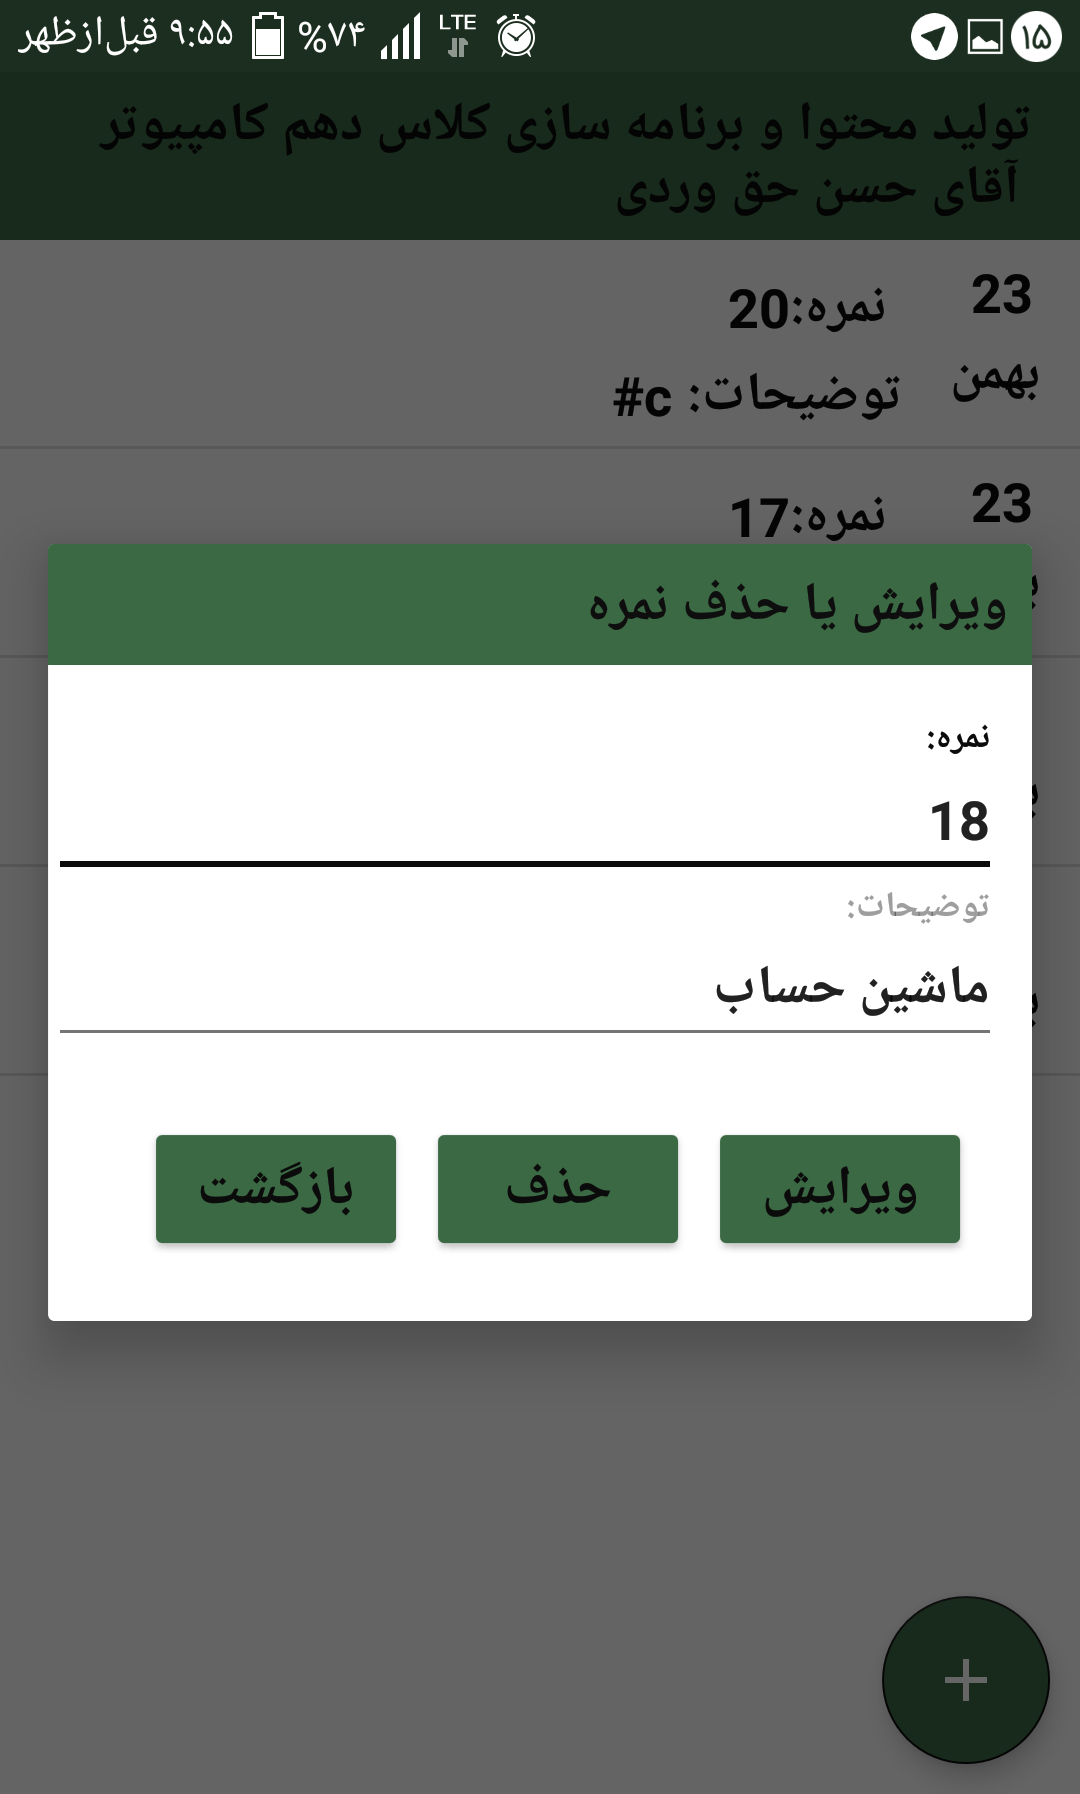 ۹:۵۵ قبل‌ازظهر %۷۴ LTE ۱۵
تولید محتوا و برنامه سازی کلاس دهم کامپیوتر
آقای حسن حق وردی
23 نمره:20
بهمن توضیحات: c#
23 نمره:17
ویرایش یا حذف نمره
نمره:
18
توضیحات:
ماشین حساب
ویرایش حذف بازگشت